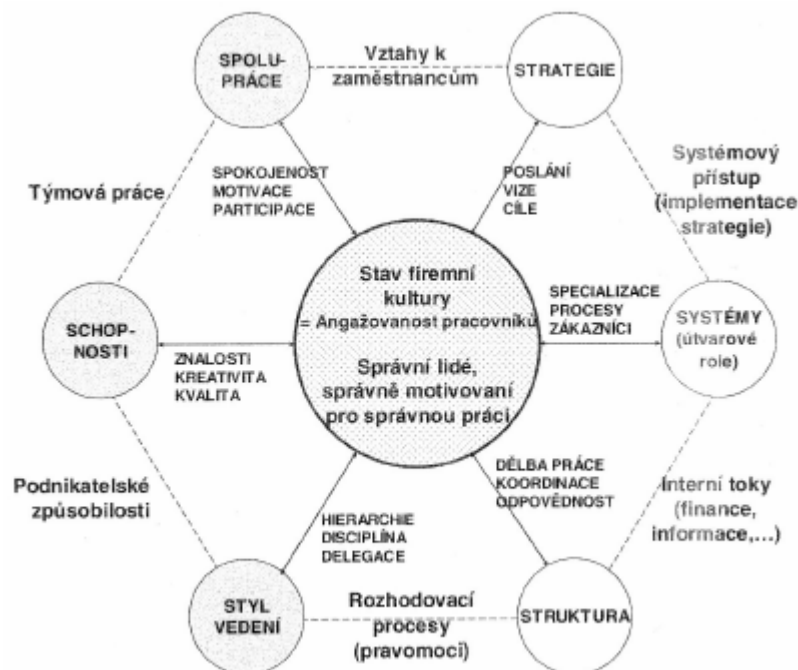 SPOLU-
PRÁCE
Vztahy k
zaměstnancům
STRATEGIE
Týmová práce
SPOKOJENOST
MOTIVACE
PARTICIPACE
POSLÁNÍ
VIZE
CÍLE
Systémový
přístup
(implementace
strategie)
SCHOP-
NOSTI
ZNALOSTI
KREATIVITA
KVALITA
Stav firemní
kultury
= Angažovanost pracovníků
Správní lidé,
správně motivovaní
pro správnou práci
SPECIALIZACE
PROCESY
ZÁKAZNÍCI
SYSTÉMY
(útvarové
role)
Podnikatelské
způsobilosti
HIERARCHIE
DISCIPLÍNA
DELEGACE
DĚLBA PRÁCE
KOORDINACE
ODPOVĚDNOST
Interní toky
(finance,
informace,...)
STYL
VEDENÍ
Rozhodovací
procesy
(pravomoci)
STRUKTURA